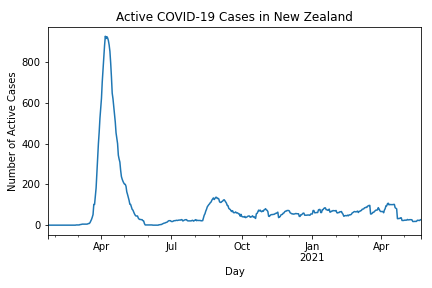 Active COVID-19 Cases in New Zealand
Number of Active Cases
800
600
400
200
0
Apr
Jul
Oct
Jan
2021
Apr
Day